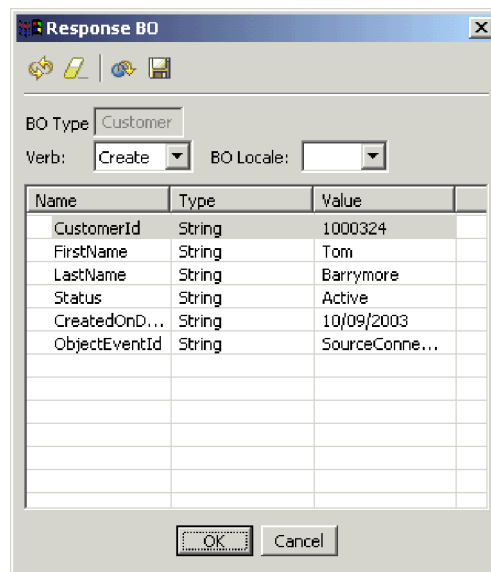 Response BO
BO Type Customer
Verb: Create BO Locale:
Name Type Value
CustomerId String 1000324
FirstName String Tom
LastName String Barrymore
Status String Active
CreatedOnD... String 10/09/2003
ObjectEventId String SourceConne...
OK Cancel